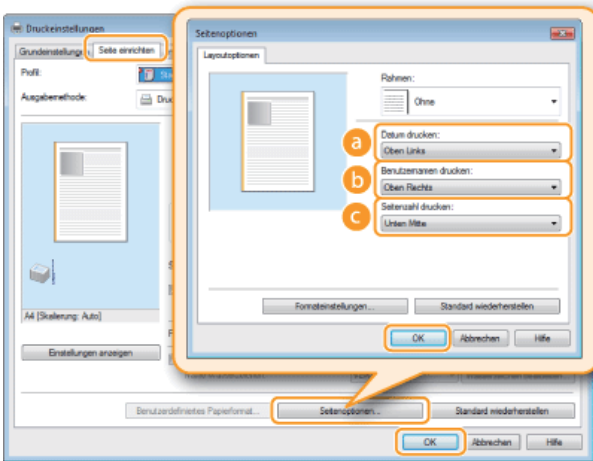 Druckeinstellungen
Grundeinstellungen
Seite einrichten
Profil:
Ausgabemethode:
A4 [Skalierung: Auto]
Einstellungen anzeigen
Benutzerdefiniertes Papierformat...
Seitenoptionen...
Standard wiederherstellen
OK
Abbrechen
Hilfe
Seitenoptionen
Layoutoptionen
Rahmen:
Ohne
a
Datum drucken:
Oben Links
b
Benutzernamen drucken:
Oben Rechts
c
Seitenzahl drucken:
Unten Mitte
Formateinstellungen...
Standard wiederherstellen
OK
Abbrechen
Hilfe